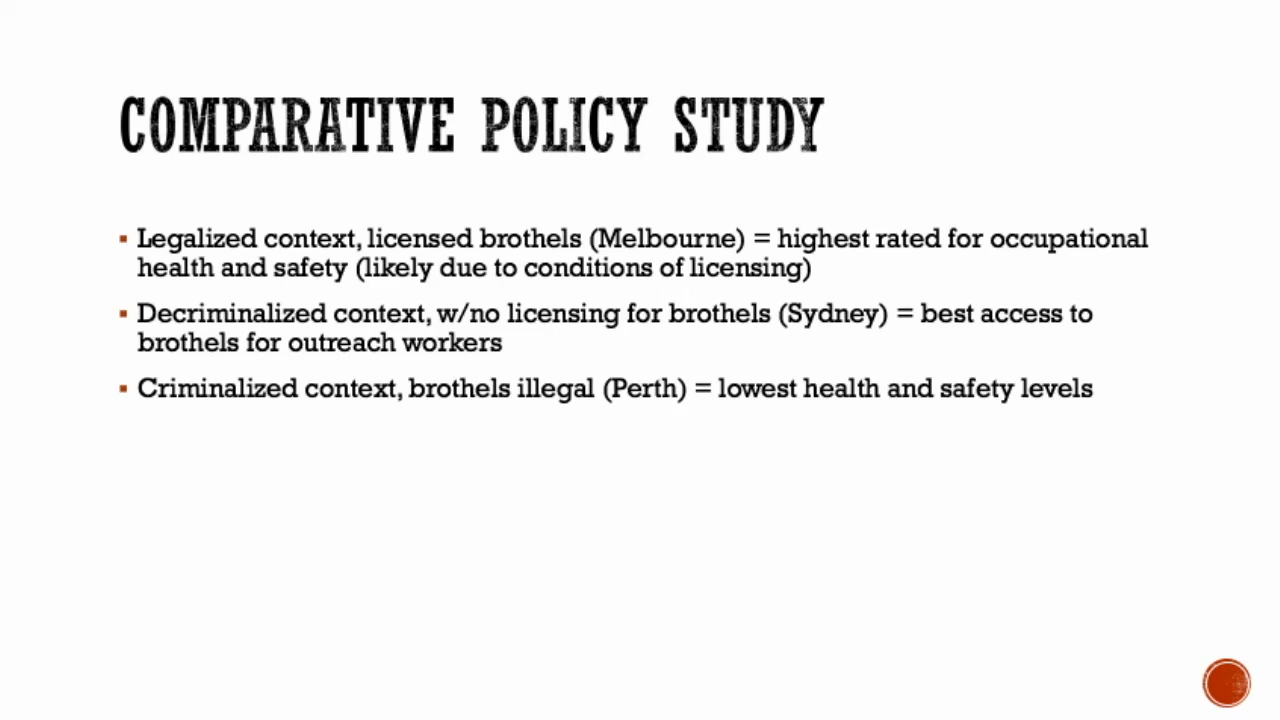 COMPARATIVE POLICY STUDY
▪ Legalized context, licensed brothels (Melbourne) = highest rated for occupational
health and safety (likely due to conditions of licensing)
▪ Decriminalized context, w/no licensing for brothels (Sydney) = best access to
brothels for outreach workers
▪ Criminalized context, brothels illegal (Perth) = lowest health and safety levels